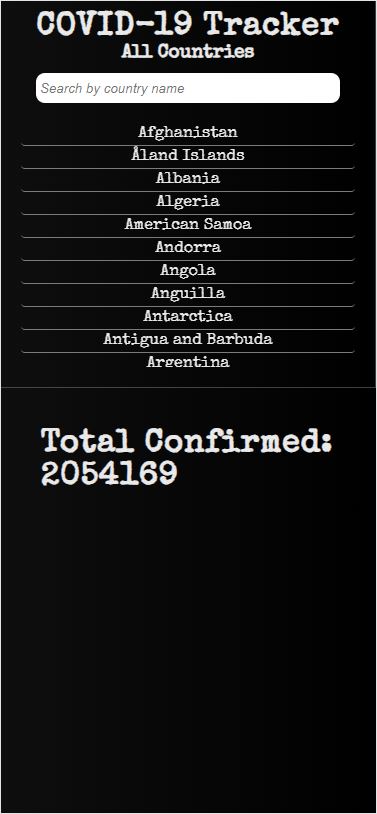 COVID-19 Tracker
All Countries
Search by country name
Afghanistan
Åland Islands
Albania
Algeria
American Samoa
Andorra
Angola
Anguilla
Antarctica
Antigua and Barbuda
Argentina
Total Confirmed:
2054169